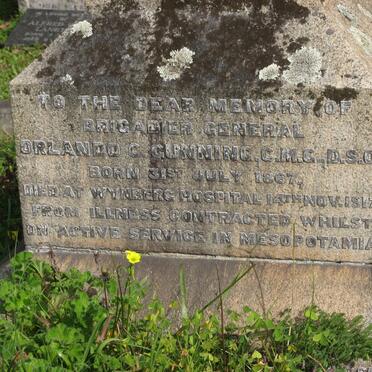 TO THE DEAR MEMORY OF
BRIGADIER GENERAL
ORLANDO G. GUNNING, C.M.G., D.S.O.
BORN 31ST JULY 1867,
DIED AT WYNBERG HOSPITAL 14TH NOV. 1917
FROM ILLNESS CONTRACTED WHILST
ON ACTIVE SERVICE IN MESOPOTAMIA